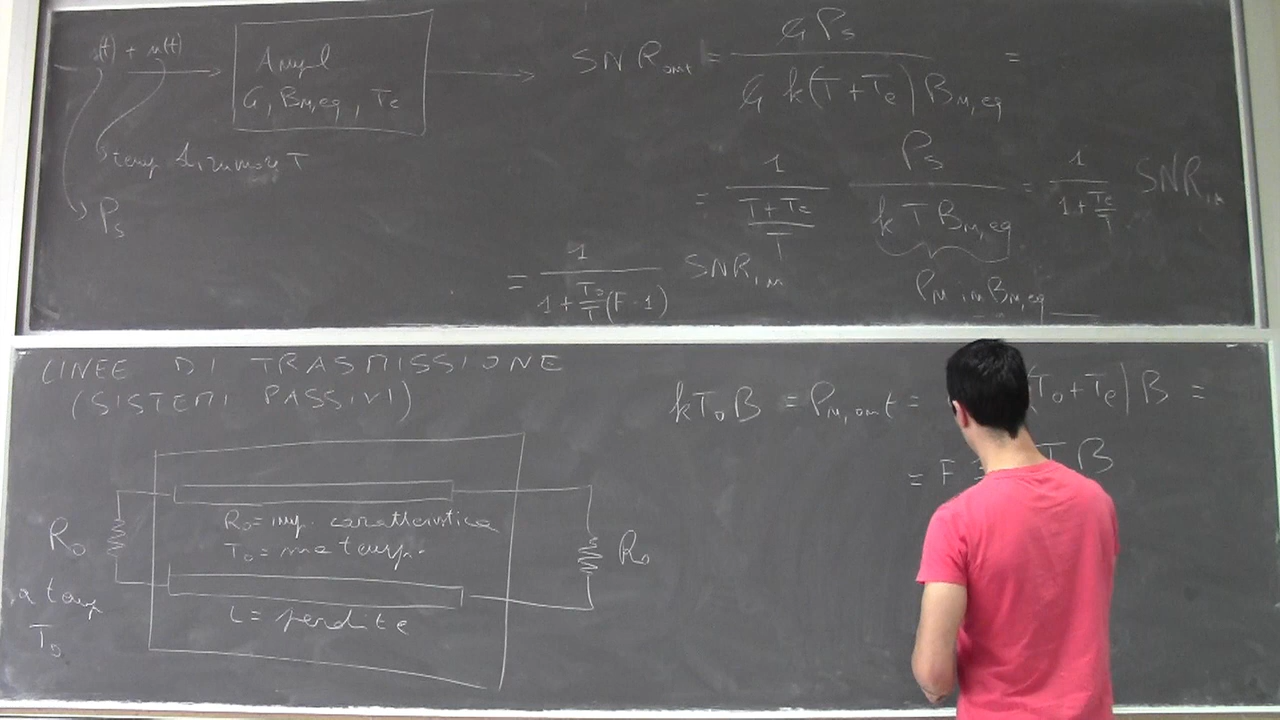 s(t) + n(t)
Ampl
G, B_N,eq, T_e
temp. di rumore T
P_s
SNR_out = G P_s / G k(T+T_e) B_N,eq =
= 1 / ((T+T_e)/T) P_s / (k T B_N,eq) = 1 / (1+T_e/T) SNR_in
P_N in B_N,eq
= 1 / (1+T_0/T (F-1)) SNR_in
LINEE DI TRASMISSIONE
(SISTEMI PASSIVI)
R_0
a temp
T_0
R_0 = imp. caratteristica
T_0 = sua temp.
L = perdite
R_0
kT_0B = P_N,out = (T_0+T_e) B =
= F T B